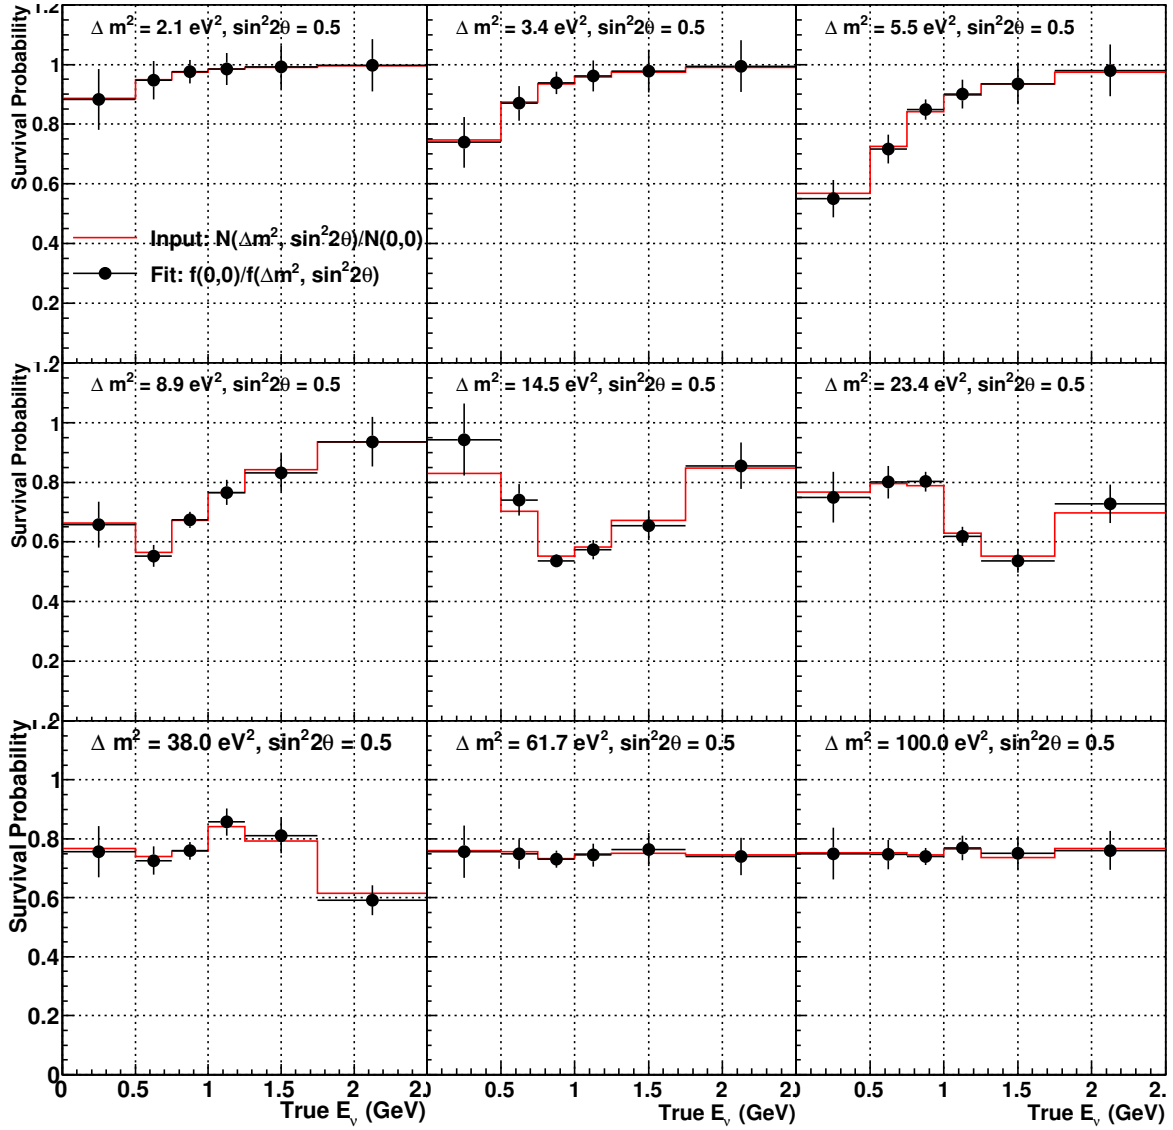 Survival Probability
1.2
1
0.8
0.6
0.4
0.2
Δ m² = 2.1 eV², sin²2θ = 0.5
Input: N(Δm², sin²2θ)/N(0,0)
Fit: f(0,0)/f(Δm², sin²2θ)
Δ m² = 3.4 eV², sin²2θ = 0.5
Δ m² = 5.5 eV², sin²2θ = 0.5
Survival Probability
1.2
1
0.8
0.6
0.4
0.2
Δ m² = 8.9 eV², sin²2θ = 0.5
Δ m² = 14.5 eV², sin²2θ = 0.5
Δ m² = 23.4 eV², sin²2θ = 0.5
Survival Probability
1.2
1
0.8
0.6
0.4
0.2
Δ m² = 38.0 eV², sin²2θ = 0.5
Δ m² = 61.7 eV², sin²2θ = 0.5
Δ m² = 100.0 eV², sin²2θ = 0.5
0 0.5 1 1.5 2 0.5 1 1.5 2 0.5 1 1.5 2
True Eν (GeV) True Eν (GeV) True Eν (GeV)